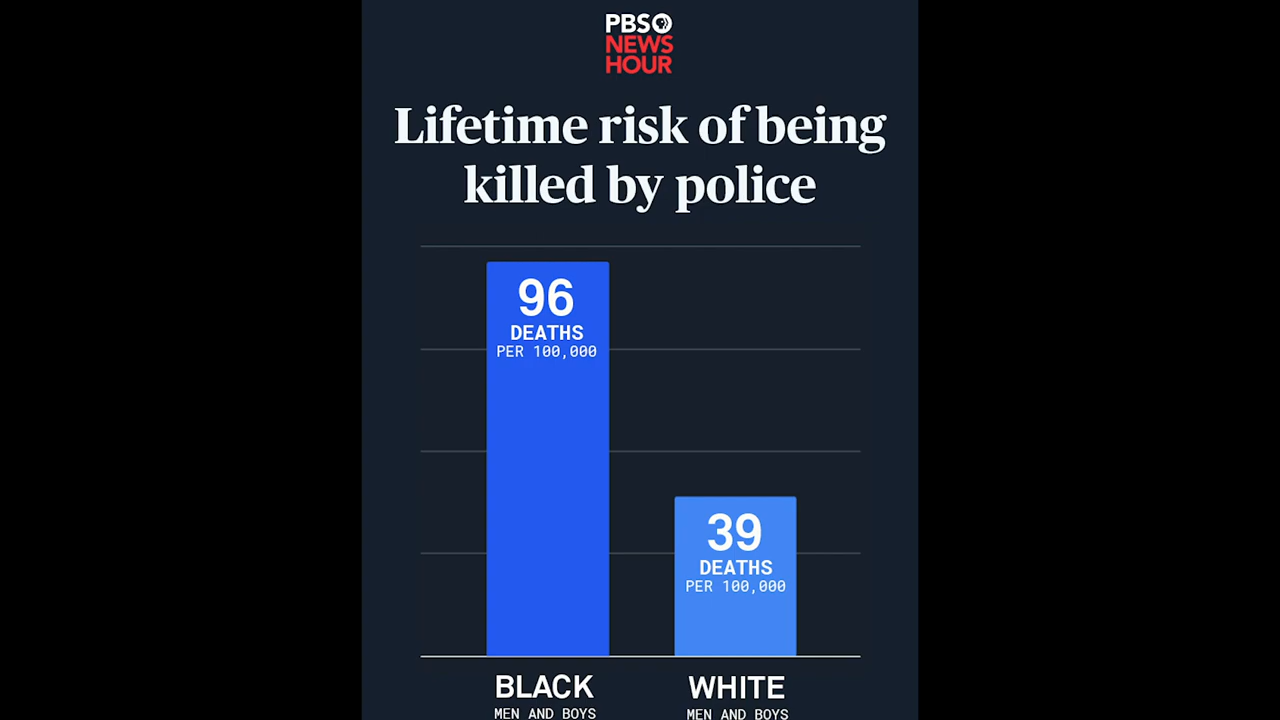 PBS
NEWS
HOUR
Lifetime risk of being
killed by police
96
DEATHS
PER 100,000
39
DEATHS
PER 100,000
BLACK
MEN AND BOYS
WHITE
MEN AND BOYS